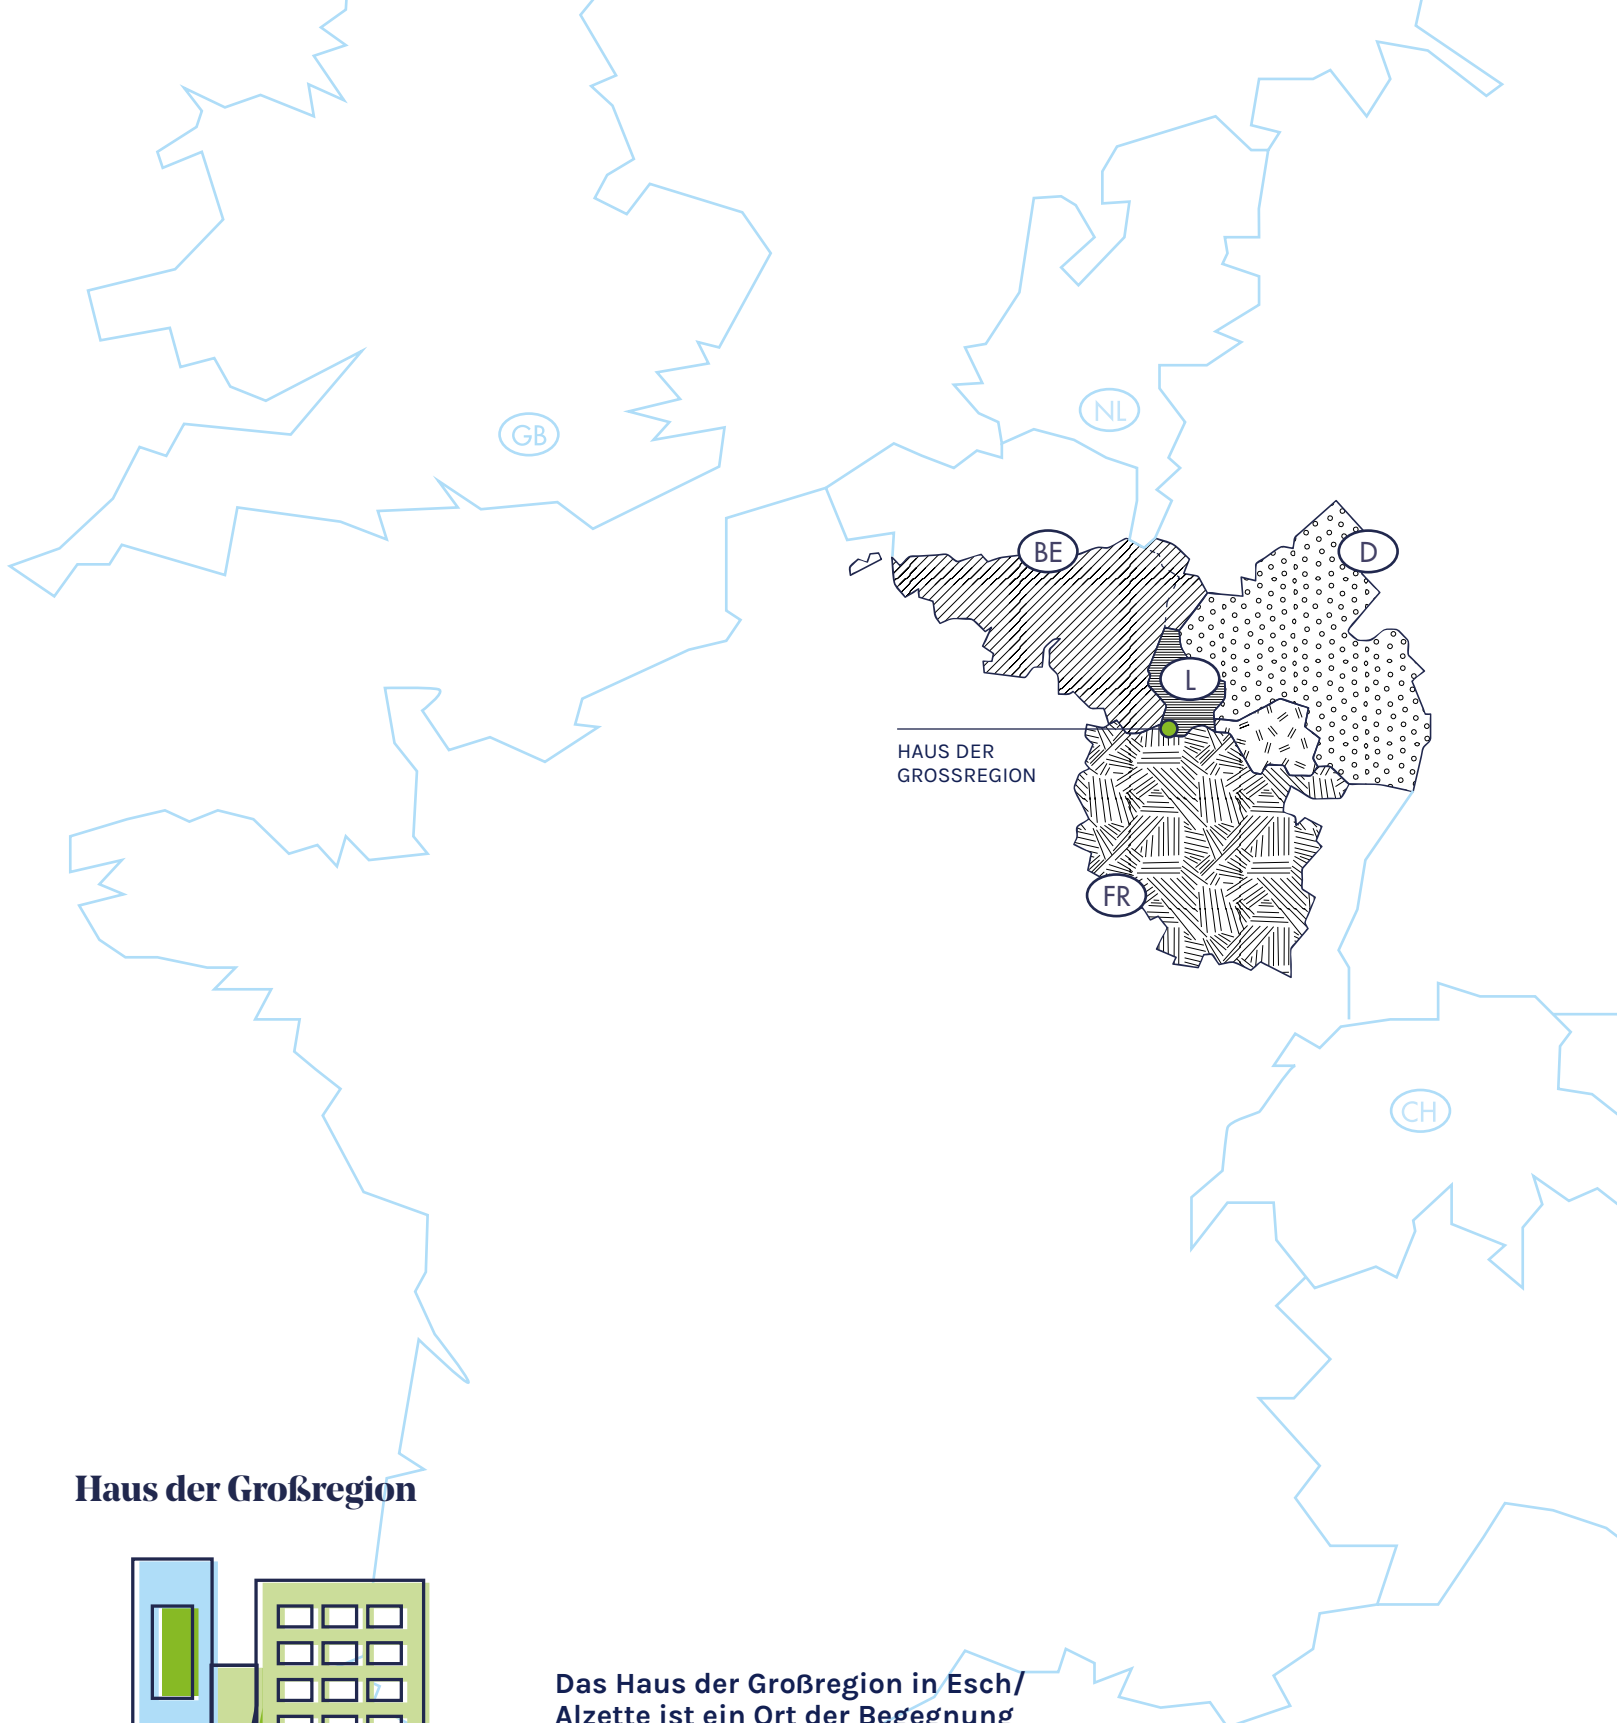 GB
NL
BE
D
L
HAUS DER
GROSSREGION
FR
CH
Haus der Großregion
Das Haus der Großregion in Esch/
Alzette ist ein Ort der Begegnung